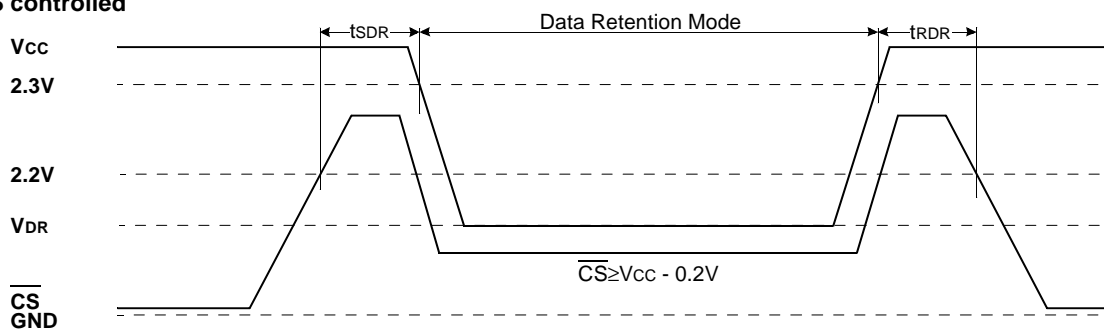 controlled
tSDR
Data Retention Mode
tRDR
VCC
2.3V
2.2V
VDR
CS≥VCC - 0.2V
CS
GND